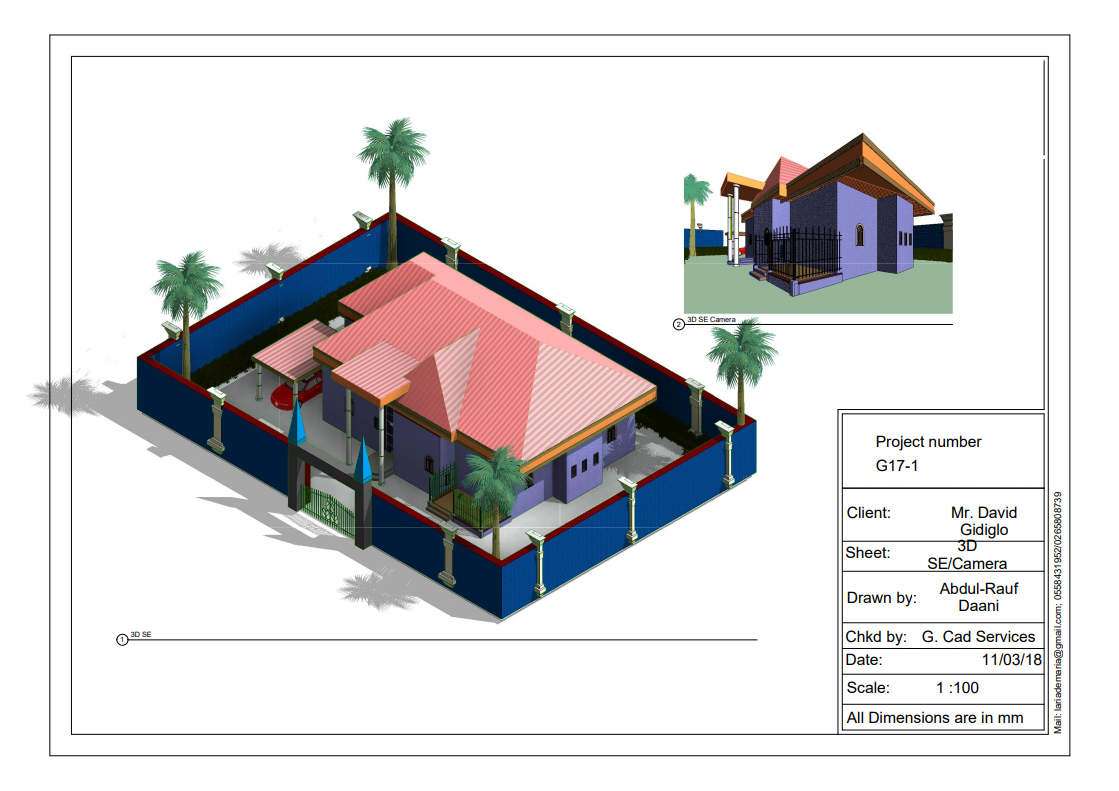 3D SE Camera
2
Project number
G17-1
Client:
Mr. David
Gidiglo
Sheet:
3D
SE/Camera
Drawn by:
Abdul-Rauf
Daani
Chkd by: G. Cad Services
Date: 11/03/18
Scale: 1 :100
All Dimensions are in mm
Mail: lariademaria@gmail.com; 0558431952/0265808739
3D SE
1